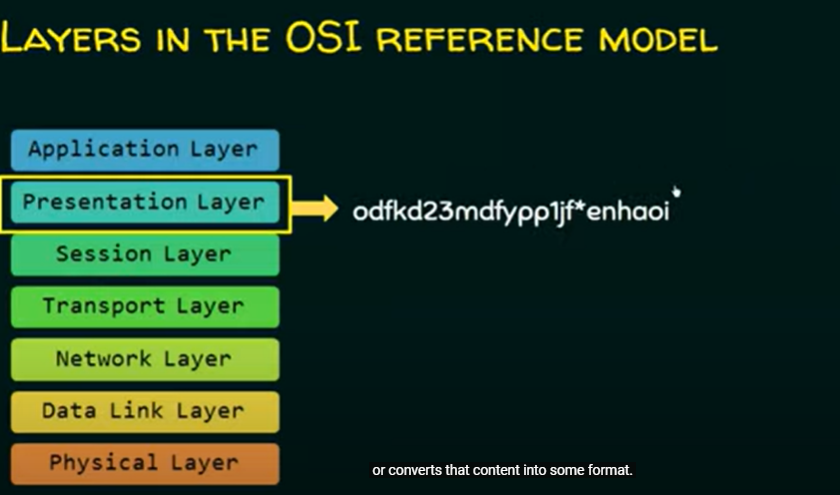 LAYERS IN THE OSI REFERENCE MODEL
Application Layer
Presentation Layer
odfkd23mdfypp1jf*enhaoi
Session Layer
Transport Layer
Network Layer
Data Link Layer
Physical Layer
or converts that content into some format.